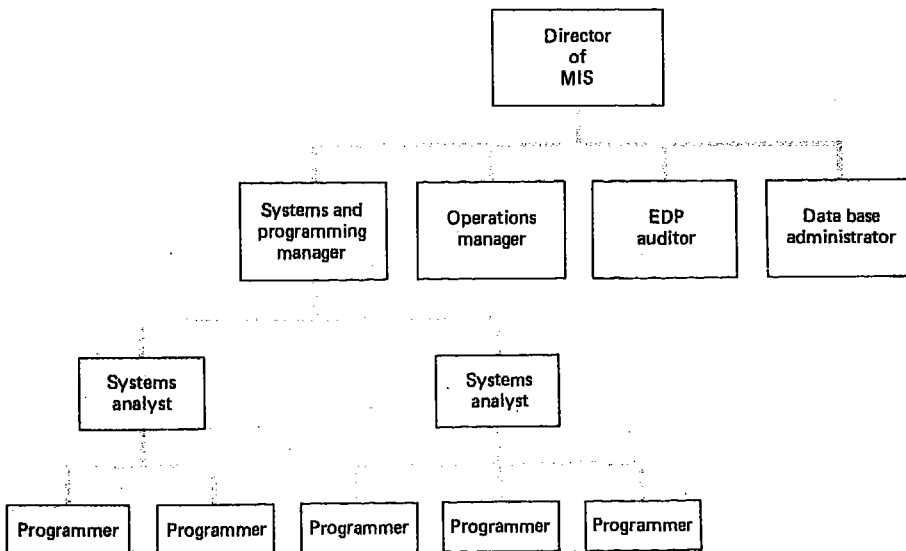 Director
of
MIS
Systems and
programming
manager
Operations
manager
EDP
auditor
Data base
administrator
Systems
analyst
Systems
analyst
Programmer
Programmer
Programmer
Programmer
Programmer